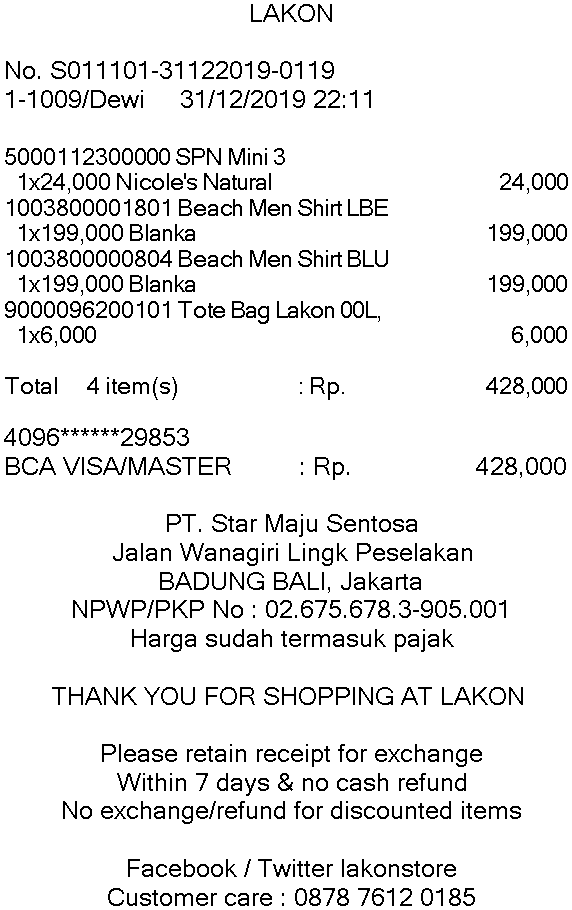 LAKON
No. S011101-31122019-0119
1-1009/Dewi 31/12/2019 22:11
5000112300000 SPN Mini 3
1x24,000 Nicole's Natural 24,000
1003800001801 Beach Men Shirt LBE
1x199,000 Blanka 199,000
1003800000804 Beach Men Shirt BLU
1x199,000 Blanka 199,000
9000096200101 Tote Bag Lakon 00L,
1x6,000 6,000
Total 4 item(s) : Rp. 428,000
4096******29853
BCA VISA/MASTER : Rp. 428,000
PT. Star Maju Sentosa
Jalan Wanagiri Lingk Peselakan
BADUNG BALI, Jakarta
NPWP/PKP No : 02.675.678.3-905.001
Harga sudah termasuk pajak
THANK YOU FOR SHOPPING AT LAKON
Please retain receipt for exchange
Within 7 days & no cash refund
No exchange/refund for discounted items
Facebook / Twitter lakonstore
Customer care : 0878 7612 0185